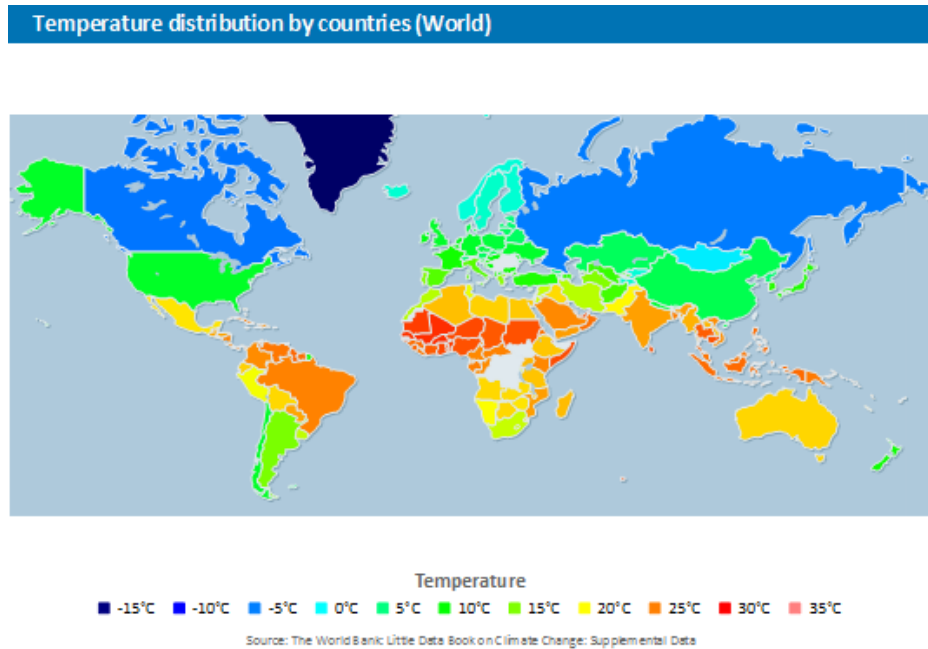 Temperature distribution by countries (World)
Temperature
-15°C -10°C -5°C 0°C 5°C 10°C 15°C 20°C 25°C 30°C 35°C
Source: The World Bank: Little Data Book on Climate Change: Supplemental Data